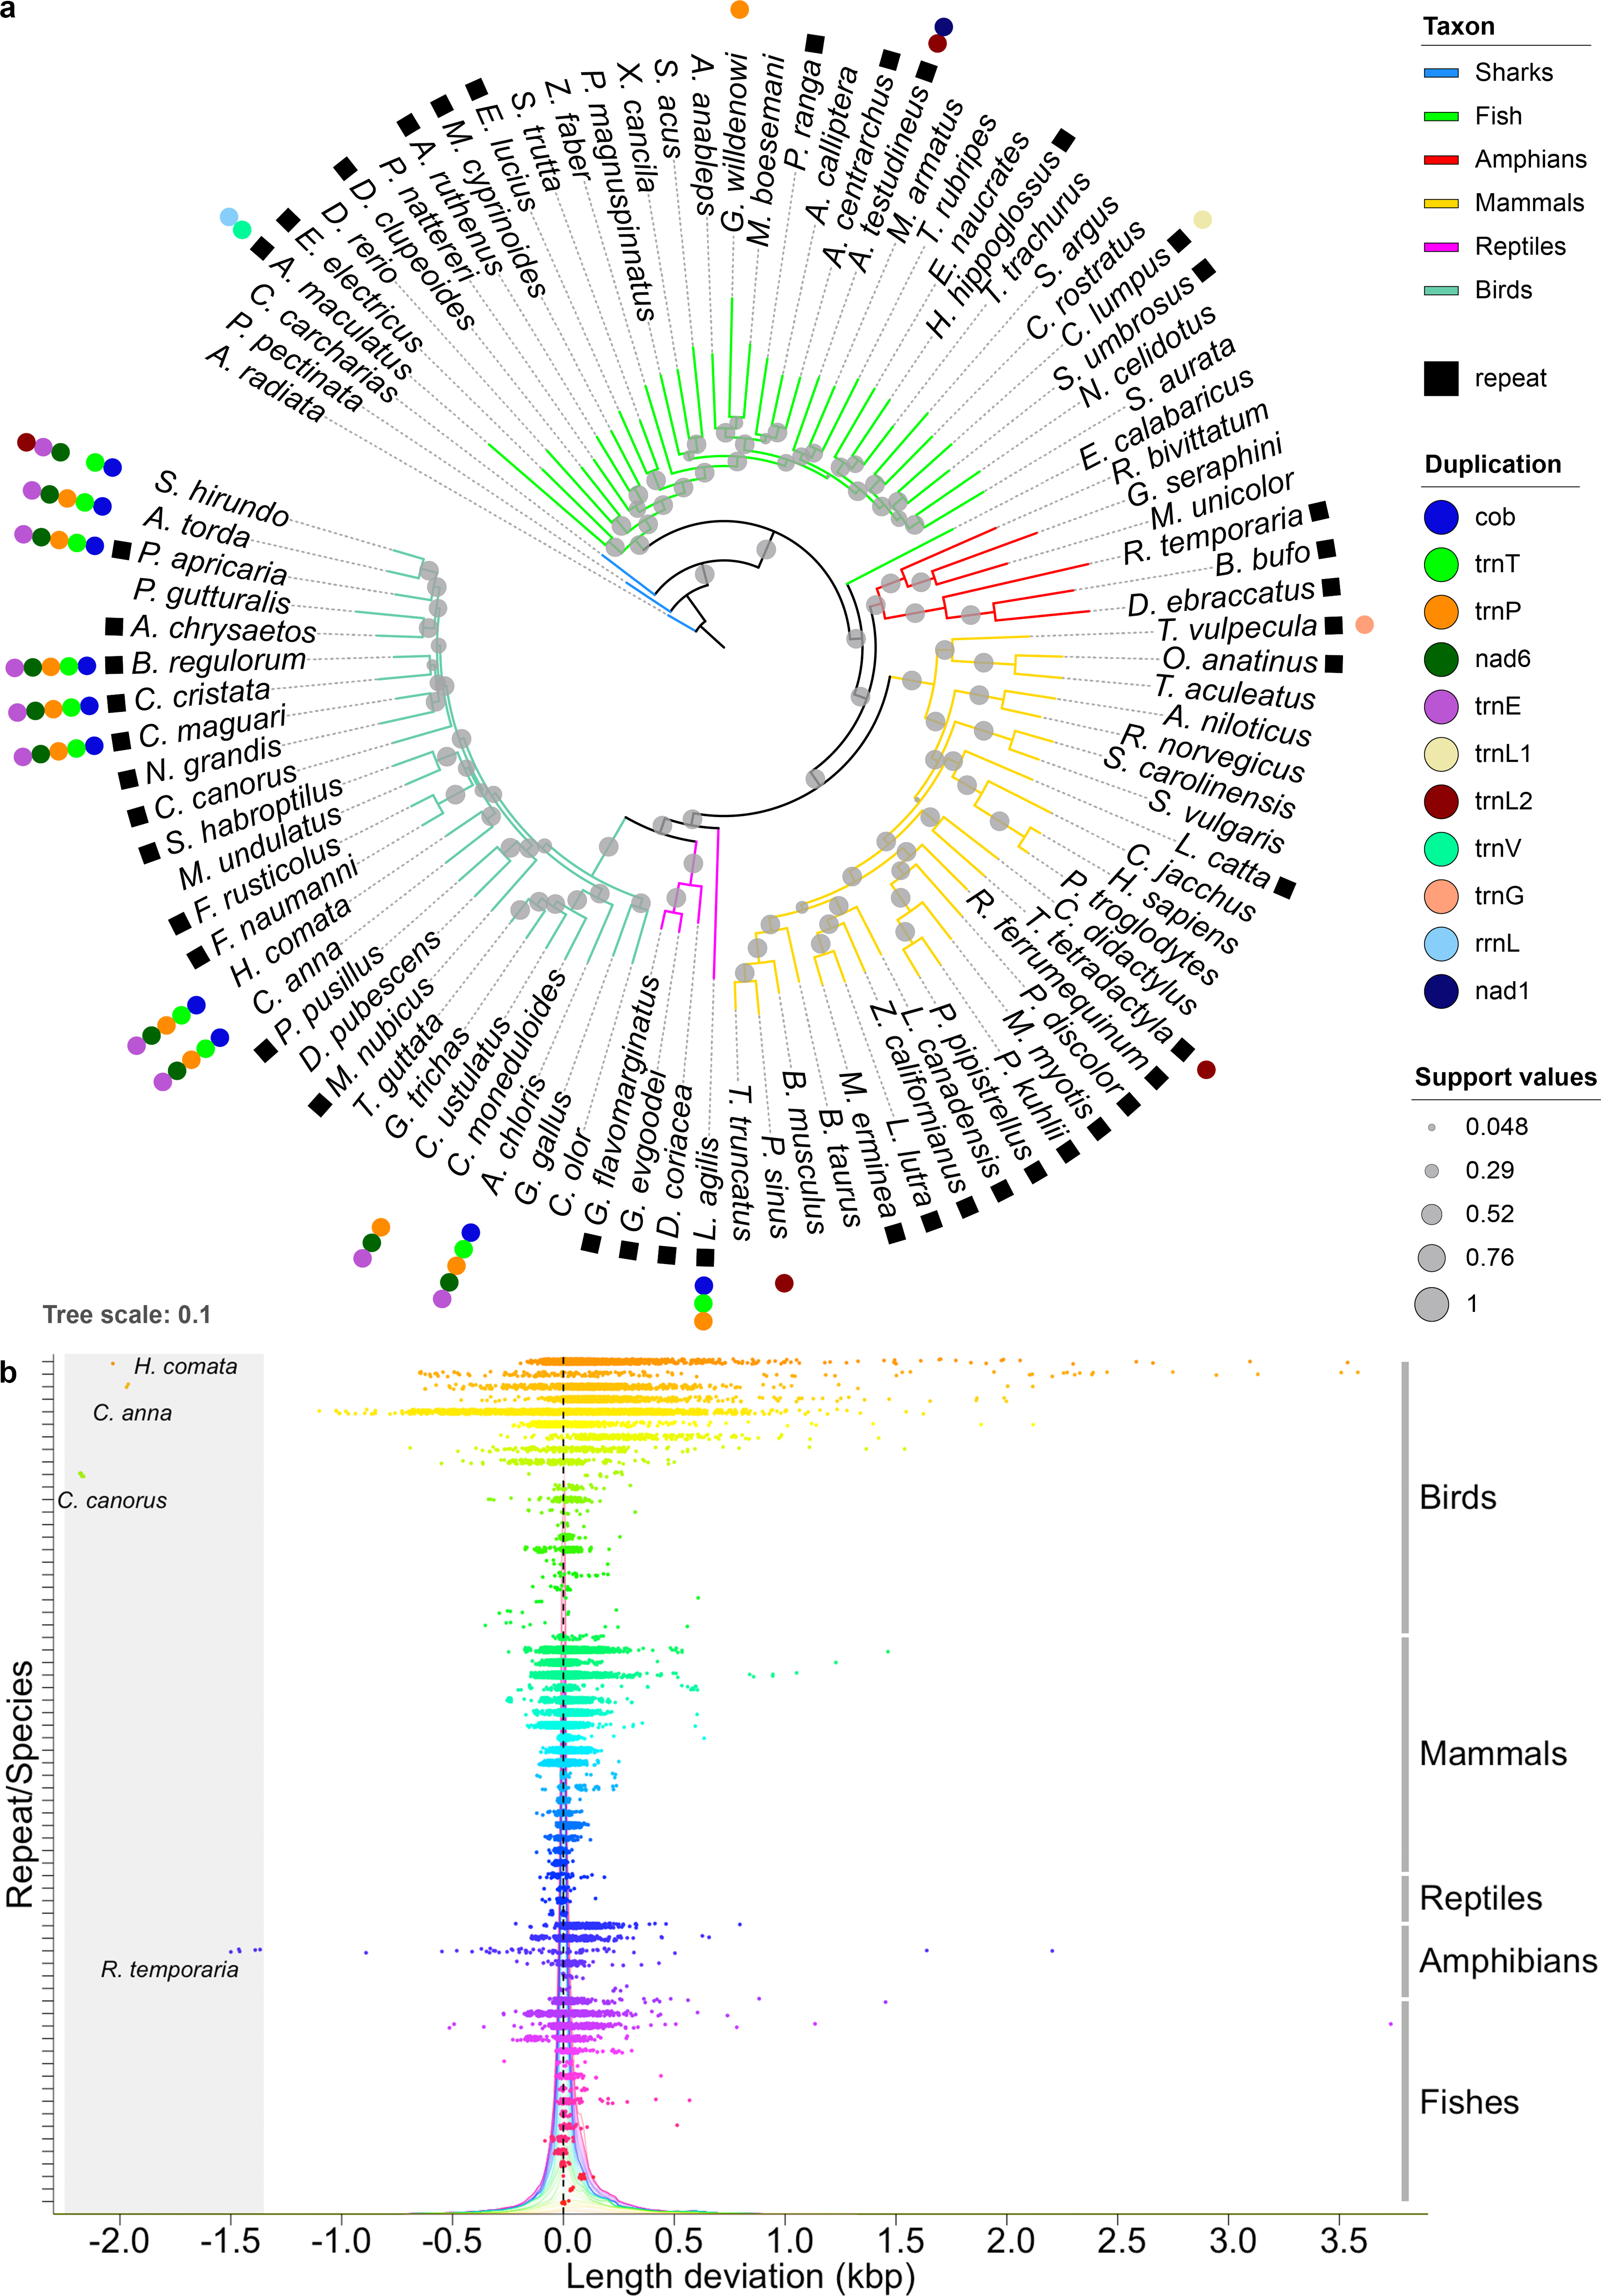 a
A. radiata
P. pectinata
C. carcharias
A. maculatus
E. electricus
D. rerio
D. clupeoides
P. nattereri
A. ruthenus
M. cyprinoides
E. lucius
S. trutta
Z. faber
P. magnuspinnatus
X. cancila
S. acus
A. anableps
G. willdenowi
M. boesemani
P. ranga
A. calliptera
A. centrarchus
A. testudineus
M. armatus
T. rubripes
E. naucrates
H. hippoglossus
T. trachurus
S. argus
C. rostratus
C. lumpus
S. umbrosus
N. celidotus
S. aurata
E. calabaricus
R. bivittatum
G. seraphini
M. unicolor
R. temporaria
B. bufo
D. ebraccatus
T. vulpecula
O. anatinus
T. aculeatus
A. niloticus
R. norvegicus
S. carolinensis
S. vulgaris
L. catta
C. jacchus
H. sapiens
P. troglodytes
C. didactylus
T. tetradactyla
R. ferrumequinum
P. discolor
M. myotis
P. kuhlii
P. pipistrellus
L. canadensis
Z. californianus
L. lutra
M. erminea
B. taurus
B. musculus
P. sinus
T. truncatus
L. agilis
D. coriacea
G. evgoodei
G. flavomarginatus
C. olor
G. gallus
A. chloris
C. moneduloides
C. ustulatus
G. trichas
T. guttata
M. nubicus
D. pubescens
P. pusillus
C. anna
H. comata
F. naumanni
F. rusticolus
M. undulatus
S. habroptilus
C. canorus
N. grandis
C. maguari
C. cristata
B. regulorum
A. chrysaetos
P. gutturalis
P. apricaria
A. torda
S. hirundo
Taxon
Sharks
Fish
Amphians
Mammals
Reptiles
Birds
repeat
Duplication
cob
trnT
trnP
nad6
trnE
trnL1
trnL2
trnV
trnG
rrnL
nad1
Support values
0.048
0.29
0.52
0.76
1
Tree scale: 0.1
b
H. comata
C. anna
C. canorus
R. temporaria
Birds
Mammals
Reptiles
Amphibians
Fishes
Repeat/Species
-2.0 -1.5 -1.0 -0.5 0.0 0.5 1.0 1.5 2.0 2.5 3.0 3.5
Length deviation (kbp)